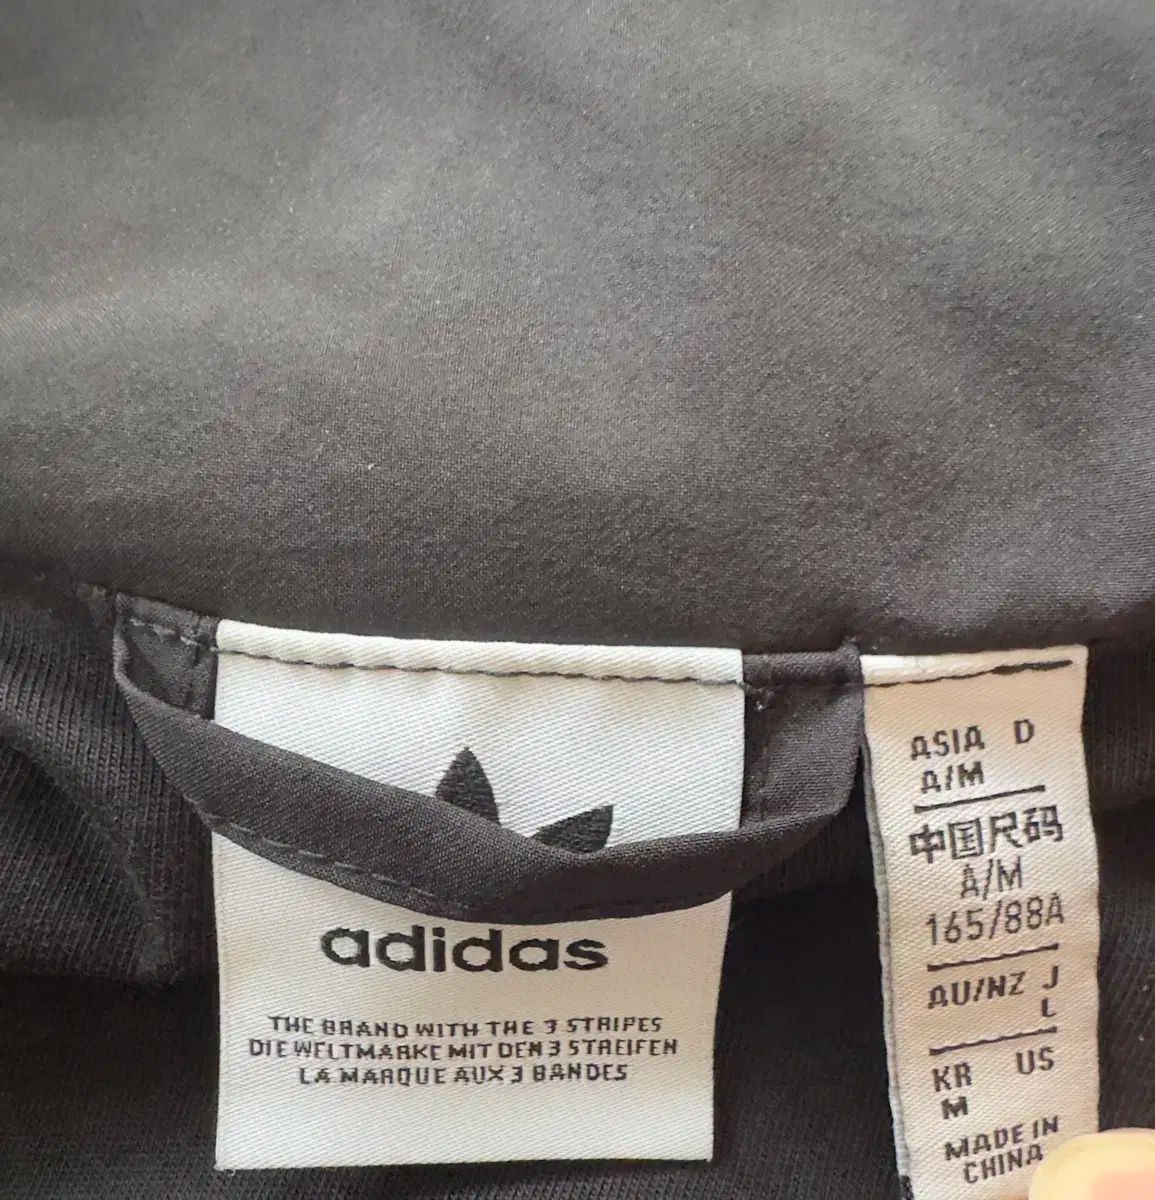 adidas
THE BRAND WITH THE 3 STRIPES
DIE WELTMARKE MIT DEN 3 STREIFEN
LA MARQUE AUX 3 BANDES
ASIA D
A/M
中国尺码
A/M
165/88A
AU/NZ J
L
KR US
M
MADE IN
CHINA